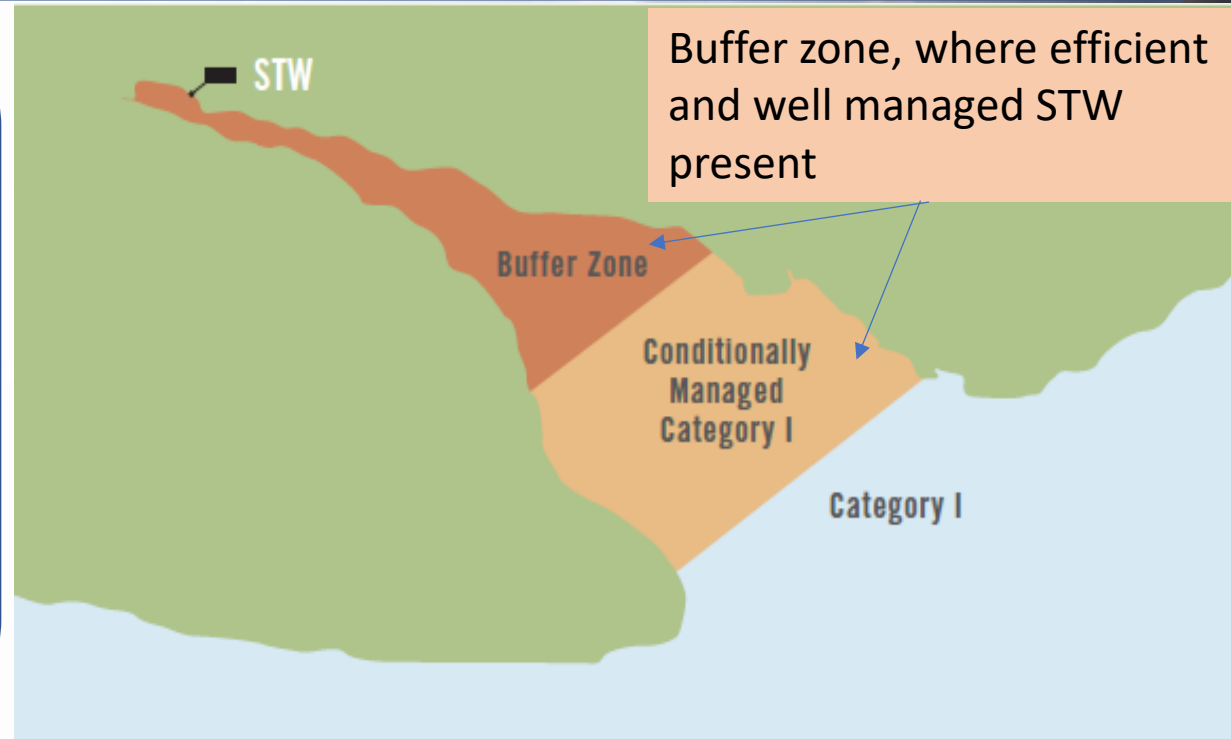 STW
Buffer zone, where efficient
and well managed STW
present
Buffer Zone
Conditionally
Managed
Category I
Category I